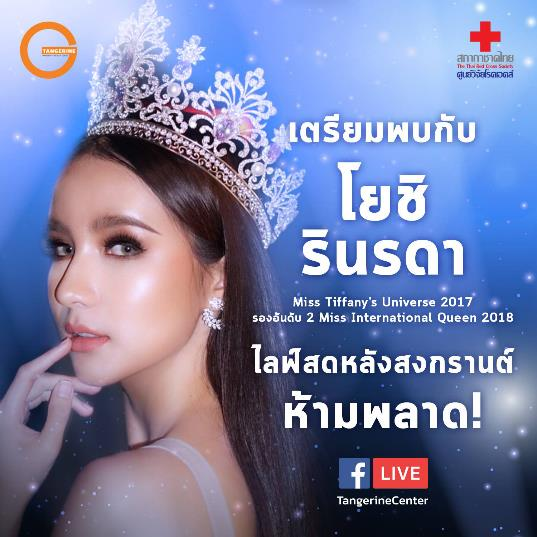 TANGERINE
สภากาชาดไทย
The Thai Red Cross Society
ศูนย์วิจัยโรคเอดส์
เตรียมพบกับ
โยชิ
รินรดา
Miss Tiffany's Universe 2017
รองอันดับ 2 Miss International Queen 2018
ไลฟ์สดหลังสงกรานต์
ห้ามพลาด!
f LIVE
TangerineCenter